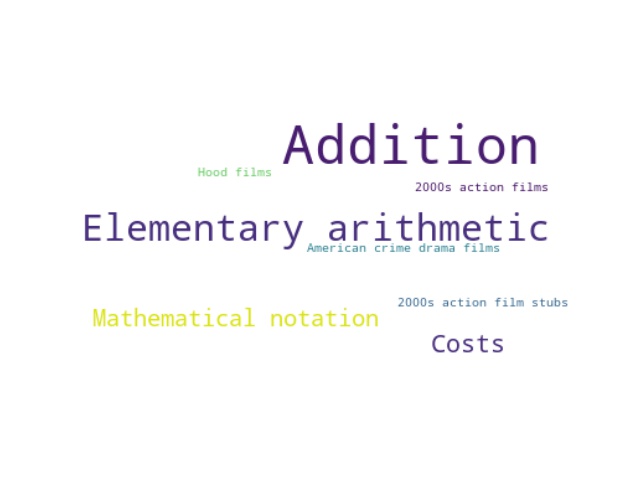 Addition
Hood films
2000s action films
Elementary arithmetic
American crime drama films
2000s action film stubs
Mathematical notation
Costs